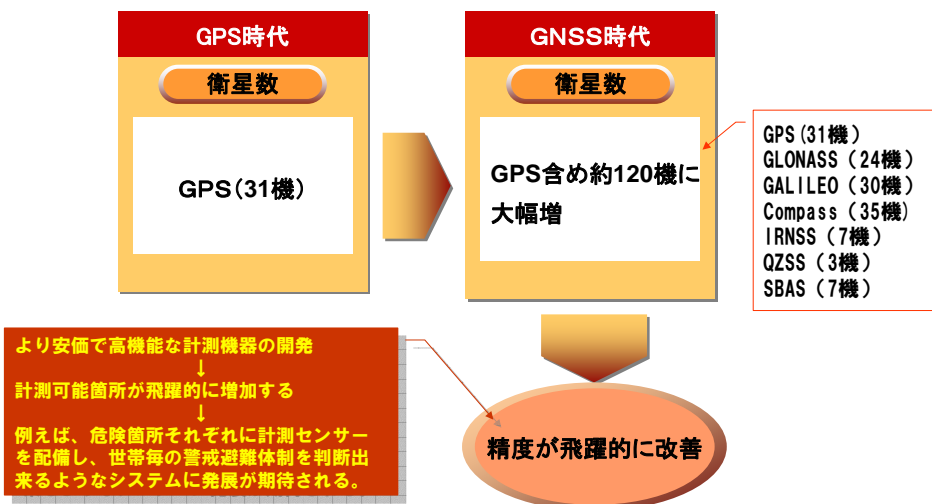 GPS時代
衛星数
GPS(31機)
GNSS時代
衛星数
GPS含め約120機に
大幅増
GPS(31機)
GLONASS(24機)
GALILEO(30機)
Compass(35機)
IRNSS(7機)
QZSS(3機)
SBAS(7機)
より安価で高機能な計測機器の開発
↓
計測可能箇所が飛躍的に増加する
↓
例えば、危険箇所それぞれに計測センサー
を配備し、世帯毎の警戒避難体制を判断出
来るようなシステムに発展が期待される。
精度が飛躍的に改善